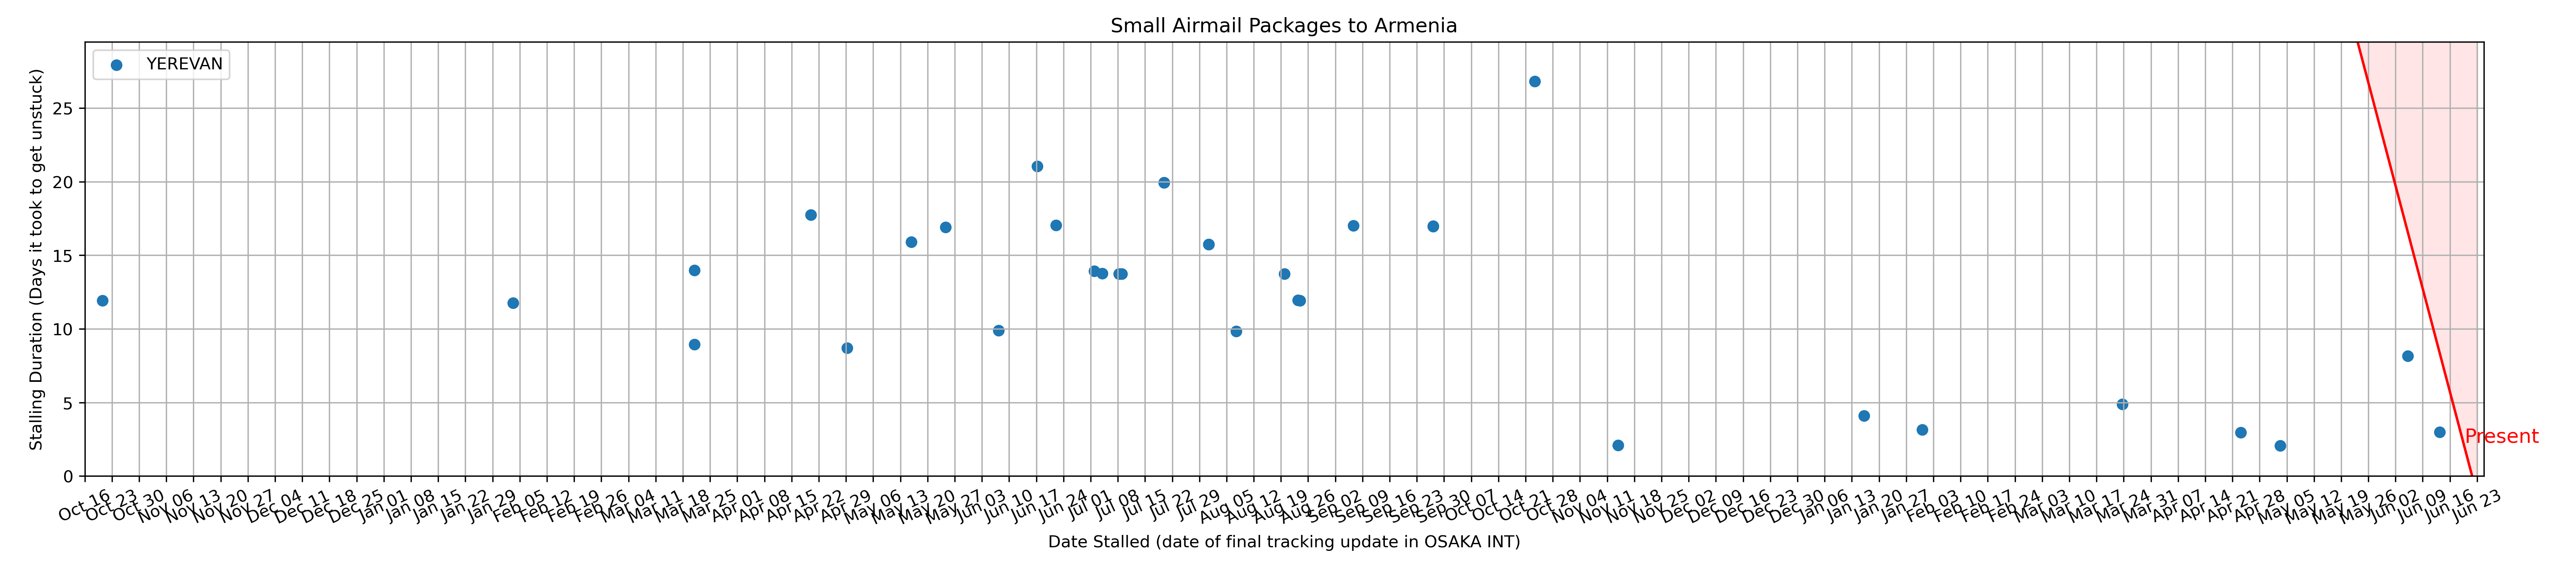 Small Airmail Packages to Armenia
YEREVAN
Stalling Duration (Days it took to get unstuck)
25
20
15
10
5
0
Present
Oct 16
Oct 23
Oct 30
Nov 06
Nov 13
Nov 20
Nov 27
Dec 04
Dec 11
Dec 18
Dec 25
Jan 01
Jan 08
Jan 15
Jan 22
Jan 29
Feb 05
Feb 12
Feb 19
Feb 26
Mar 04
Mar 11
Mar 18
Mar 25
Apr 01
Apr 08
Apr 15
Apr 22
Apr 29
May 06
May 13
May 20
May 27
Jun 03
Jun 10
Jun 17
Jun 24
Jul 01
Jul 08
Jul 15
Jul 22
Jul 29
Aug 05
Aug 12
Aug 19
Aug 26
Sep 02
Sep 09
Sep 16
Sep 23
Sep 30
Oct 07
Oct 14
Oct 21
Oct 28
Nov 04
Nov 11
Nov 18
Nov 25
Dec 02
Dec 09
Dec 16
Dec 23
Dec 30
Jan 06
Jan 13
Jan 20
Jan 27
Feb 03
Feb 10
Feb 17
Feb 24
Mar 03
Mar 10
Mar 17
Mar 24
Mar 31
Apr 07
Apr 14
Apr 21
Apr 28
May 05
May 12
May 19
May 26
Jun 02
Jun 09
Jun 16
Jun 23
Date Stalled (date of final tracking update in OSAKA INT)